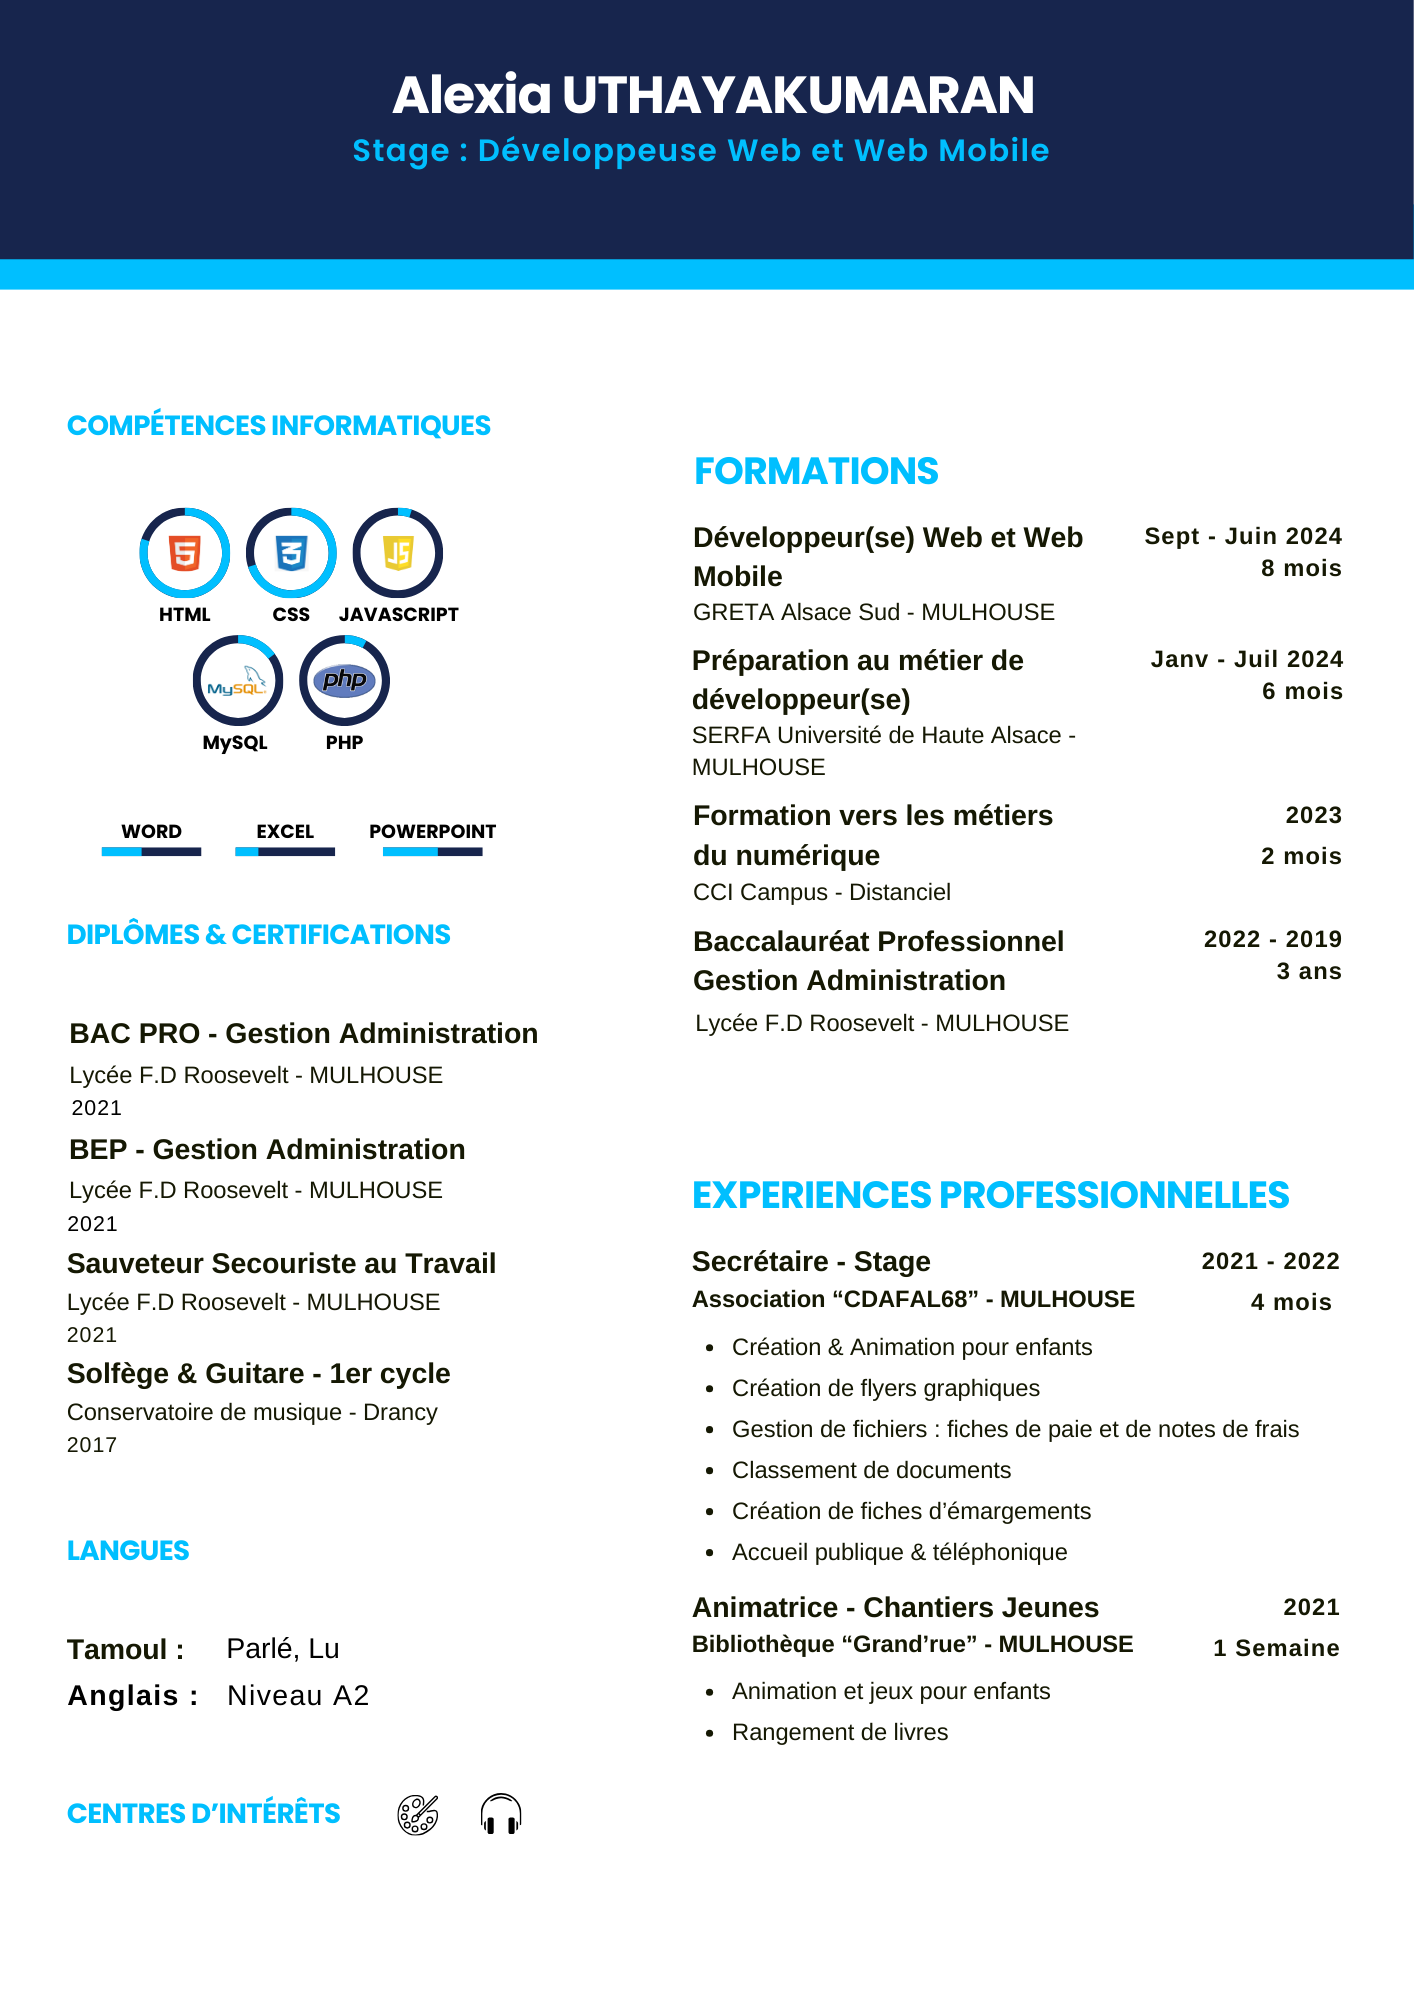 Alexia UTHAYAKUMARAN
Stage : Développeuse Web et Web Mobile
COMPÉTENCES INFORMATIQUES
5
3
JS
HTML
CSS
JAVASCRIPT
MySQL
php
MySQL
PHP
WORD
EXCEL
POWERPOINT
DIPLÔMES & CERTIFICATIONS
BAC PRO - Gestion Administration
Lycée F.D Roosevelt - MULHOUSE
2021
BEP - Gestion Administration
Lycée F.D Roosevelt - MULHOUSE
2021
Sauveteur Secouriste au Travail
Lycée F.D Roosevelt - MULHOUSE
2021
Solfège & Guitare - 1er cycle
Conservatoire de musique - Drancy
2017
LANGUES
Tamoul : Parlé, Lu
Anglais : Niveau A2
CENTRES D’INTÉRÊTS
FORMATIONS
Développeur(se) Web et Web
Mobile
Sept - Juin 2024
8 mois
GRETA Alsace Sud - MULHOUSE
Préparation au métier de
développeur(se)
Janv - Juil 2024
6 mois
SERFA Université de Haute Alsace -
MULHOUSE
Formation vers les métiers
du numérique
2023
2 mois
CCI Campus - Distanciel
Baccalauréat Professionnel
Gestion Administration
2022 - 2019
3 ans
Lycée F.D Roosevelt - MULHOUSE
EXPERIENCES PROFESSIONNELLES
Secrétaire - Stage
2021 - 2022
Association “CDAFAL68” - MULHOUSE
4 mois
• Création & Animation pour enfants
• Création de flyers graphiques
• Gestion de fichiers : fiches de paie et de notes de frais
• Classement de documents
• Création de fiches d’émargements
• Accueil publique & téléphonique
Animatrice - Chantiers Jeunes
2021
Bibliothèque “Grand’rue” - MULHOUSE
1 Semaine
• Animation et jeux pour enfants
• Rangement de livres